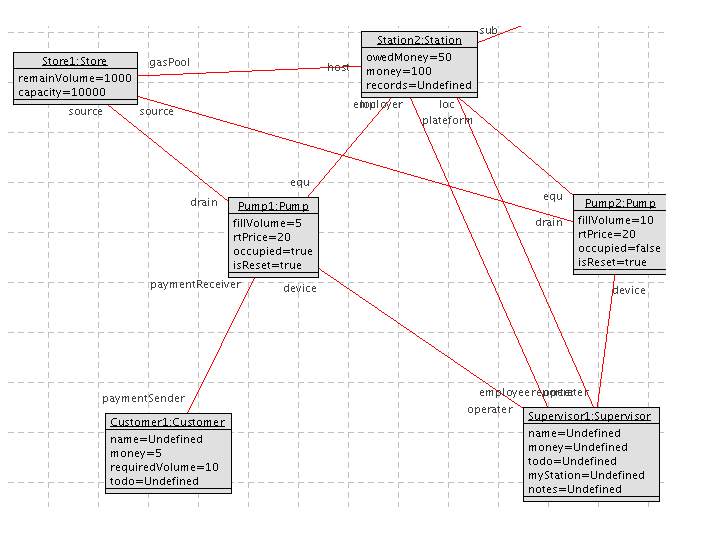 sub
Station2:Station
owedMoney=50
money=100
records=Undefined
Store1:Store
remainVolume=1000
capacity=10000
gasPool
host
source
source
loc
plateform
equ
drain
equ
drain
Pump1:Pump
fillVolume=5
rtPrice=20
occupied=true
isReset=true
Pump2:Pump
fillVolume=10
rtPrice=20
occupied=false
isReset=true
paymentReceiver
device
device
paymentSender
operater
Customer1:Customer
name=Undefined
money=5
requiredVolume=10
todo=Undefined
Supervisor1:Supervisor
name=Undefined
money=Undefined
todo=Undefined
myStation=Undefined
notes=Undefined